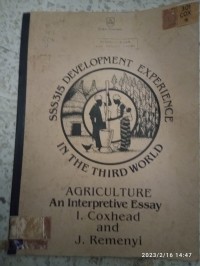 SSS315 DEVELOPMENT EXPERIENCE
IN THE THIRD WORLD
AGRICULTURE
An Interpretive Essay
I. Coxhead
and
J. Remenyi
2023/2/16 14:47